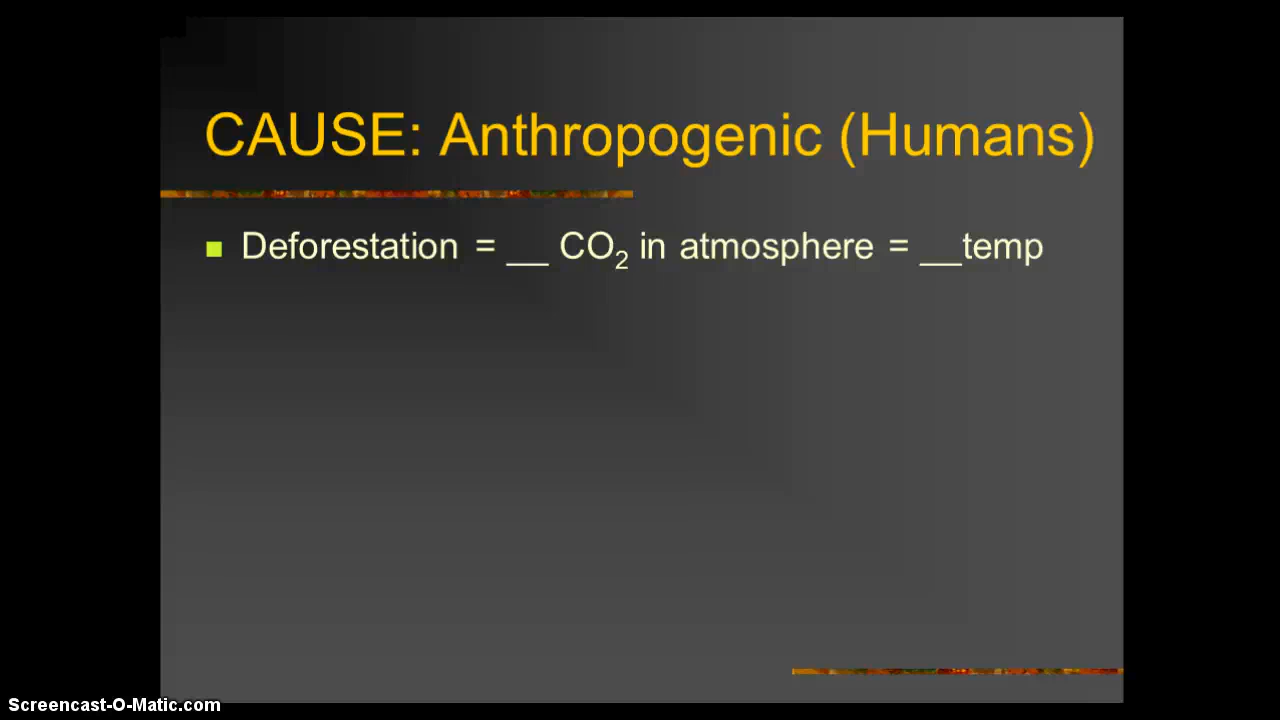 CAUSE: Anthropogenic (Humans)
Deforestation = __ CO₂ in atmosphere = __temp
Screencast-O-Matic.com